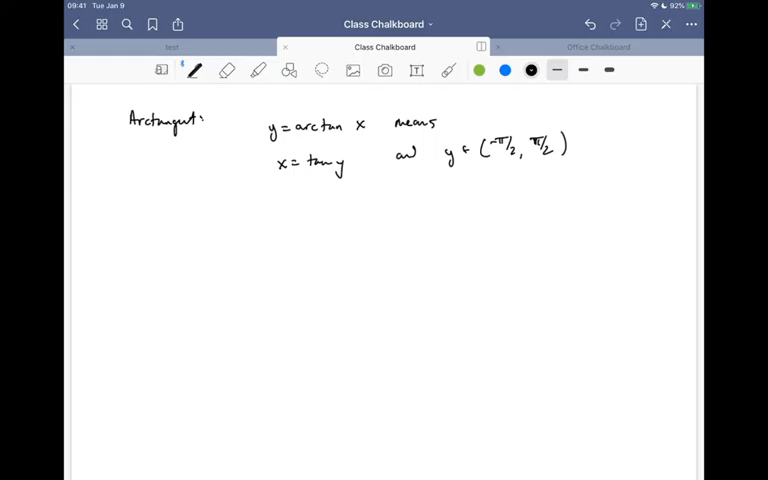 09:41 Tue Jan 9
92%
Class Chalkboard
test
Class Chalkboard
Office Chalkboard
Arctangent: y = arctan x means
x = tan y and y ∈ (-π/2, π/2)